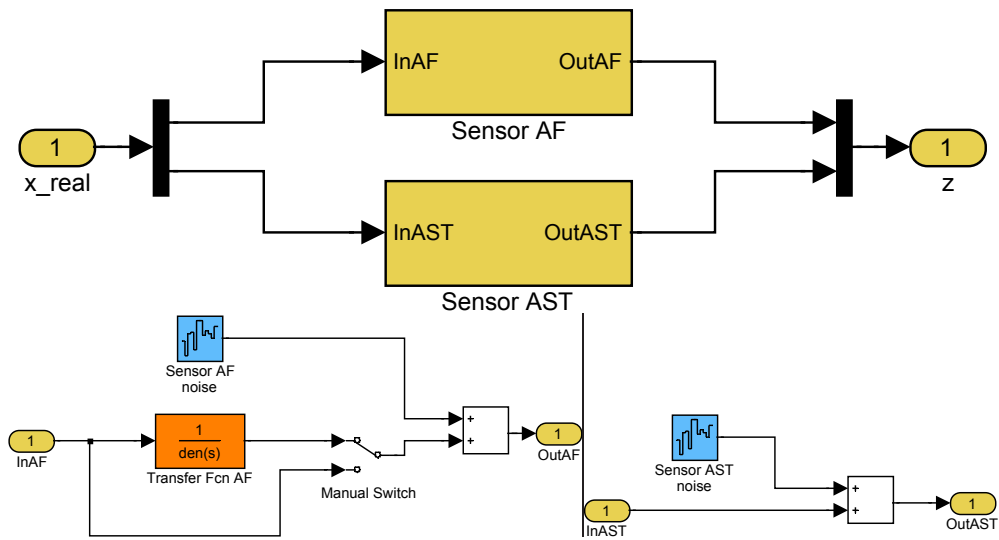 InAF
OutAF
Sensor AF
1
x_real
1
z
InAST
OutAST
Sensor AST
Sensor AF
noise
1
InAF
1
den(s)
Transfer Fcn AF
Manual Switch
+
+
1
OutAF
Sensor AST
noise
1
InAST
+
+
1
OutAST